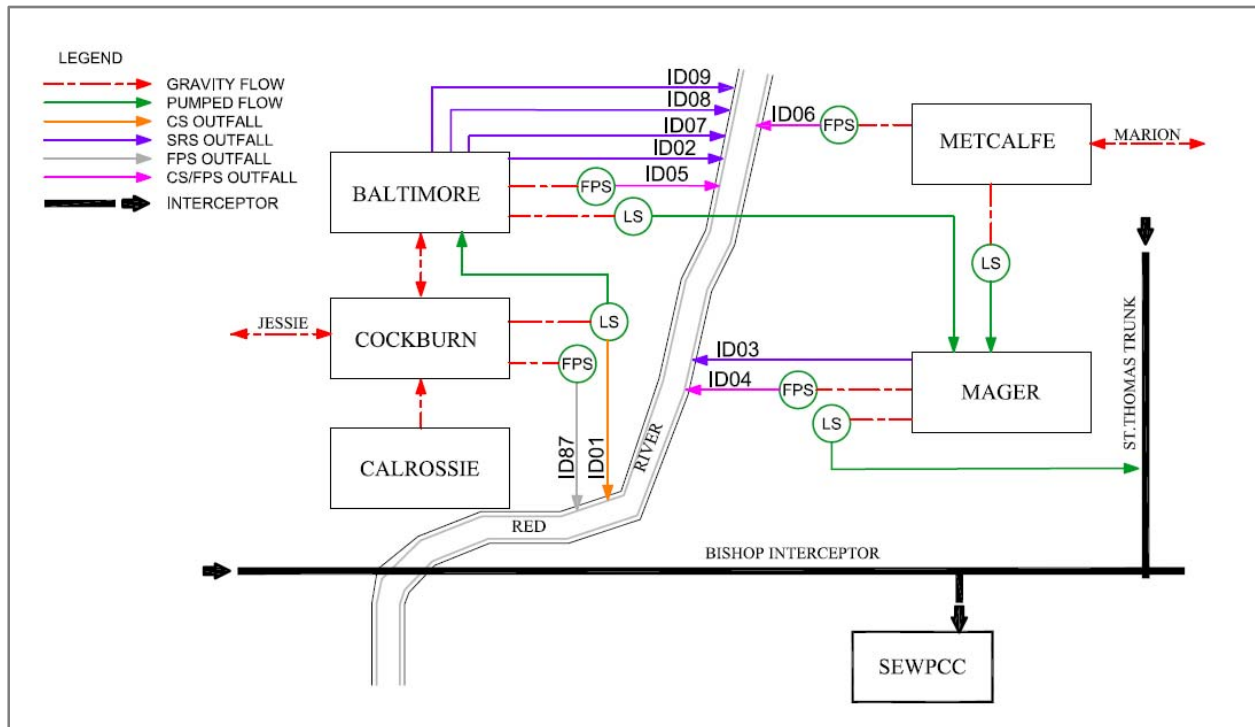 LEGEND
GRAVITY FLOW
PUMPED FLOW
CS OUTFALL
SRS OUTFALL
FPS OUTFALL
CS/FPS OUTFALL
INTERCEPTOR
ID09
ID08
ID07
ID02
ID05
ID06
FPS
FPS
LS
BALTIMORE
METCALFE
MARION
LS
JESSIE
COCKBURN
LS
FPS
CALROSSIE
ID87
ID01
RIVER
RED
ID03
ID04
FPS
LS
MAGER
ST.THOMAS TRUNK
BISHOP INTERCEPTOR
SEWPCC